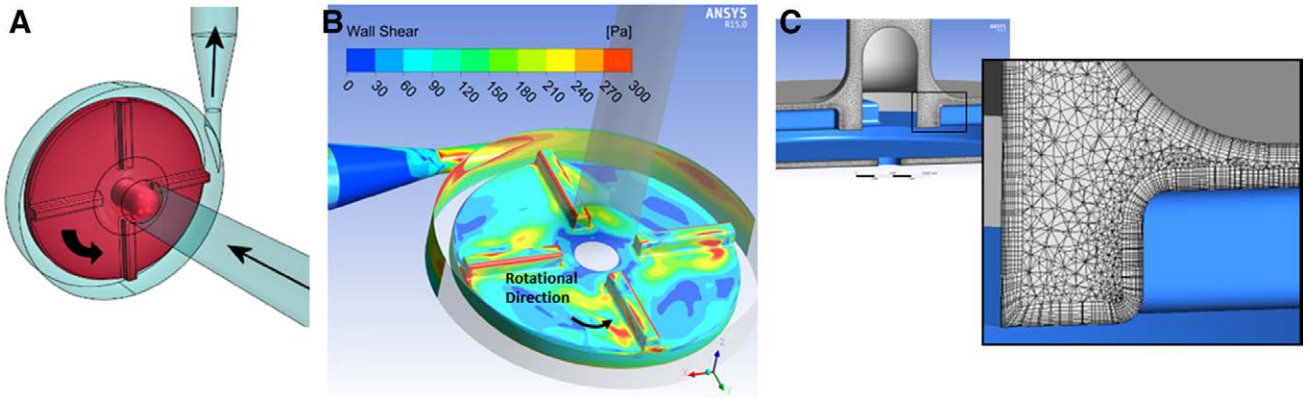 A
B
ANSYS
R15.0
Wall Shear [Pa]
0 30 60 90 120 150 180 210 240 270 300
Rotational
Direction
X Z Y
C